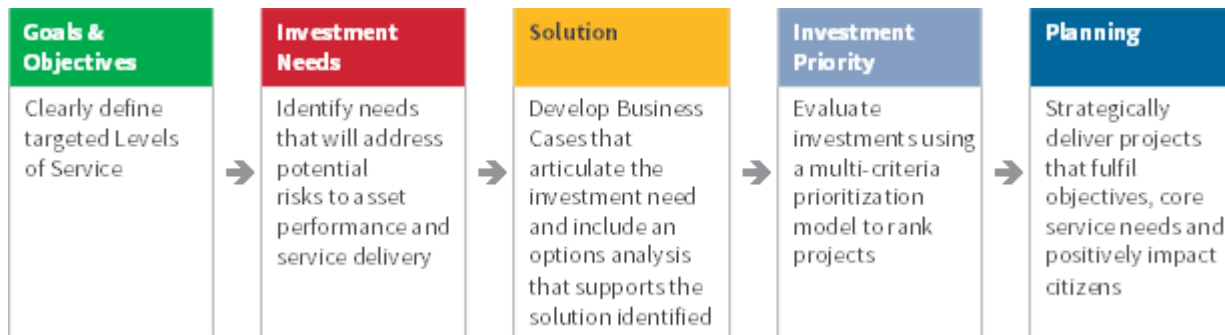 Goals &
Objectives
Clearly define
targeted Levels
of Service
Investment
Needs
Identify needs
that will address
potential
risks to asset
performance and
service delivery
Solution
Develop Business
Cases that
articulate the
investment need
and include an
options analysis
that supports the
solution identified
Investment
Priority
Evaluate
investments using
a multi-criteria
prioritization
model to rank
projects
Planning
Strategically
deliver projects
that fulfil
objectives, core
service needs and
positively impact
citizens